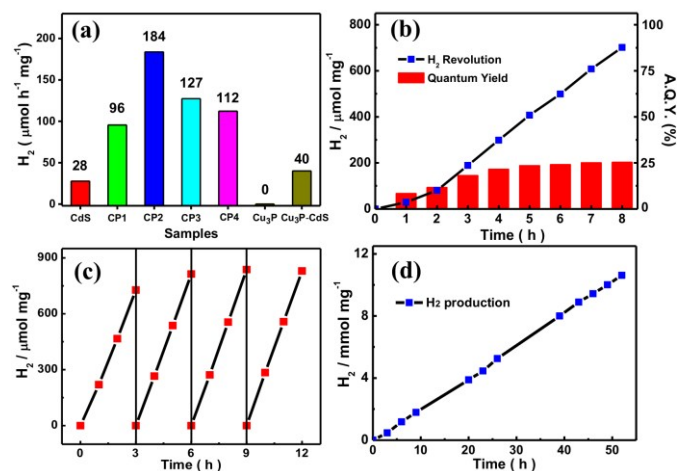 (a)
H₂ ( μmol h⁻¹ mg⁻¹)
200
150
100
50
0
28
96
184
127
112
0
40
CdS CP1 CP2 CP3 CP4 Cu₃P Cu₃P-CdS
Samples
(b)
H₂ / μmol mg⁻¹
800
600
400
200
0
H₂ Revolution
Quantum Yield
100
75
50
25
0
A.Q.Y. (%)
0 1 2 3 4 5 6 7 8
Time ( h )
(c)
H₂ / μmol mg⁻¹
900
600
300
0
0 3 6 9 12
Time ( h )
(d)
H₂ / mmol mg⁻¹
12
8
4
0
H₂ production
0 10 20 30 40 50
Time ( h )